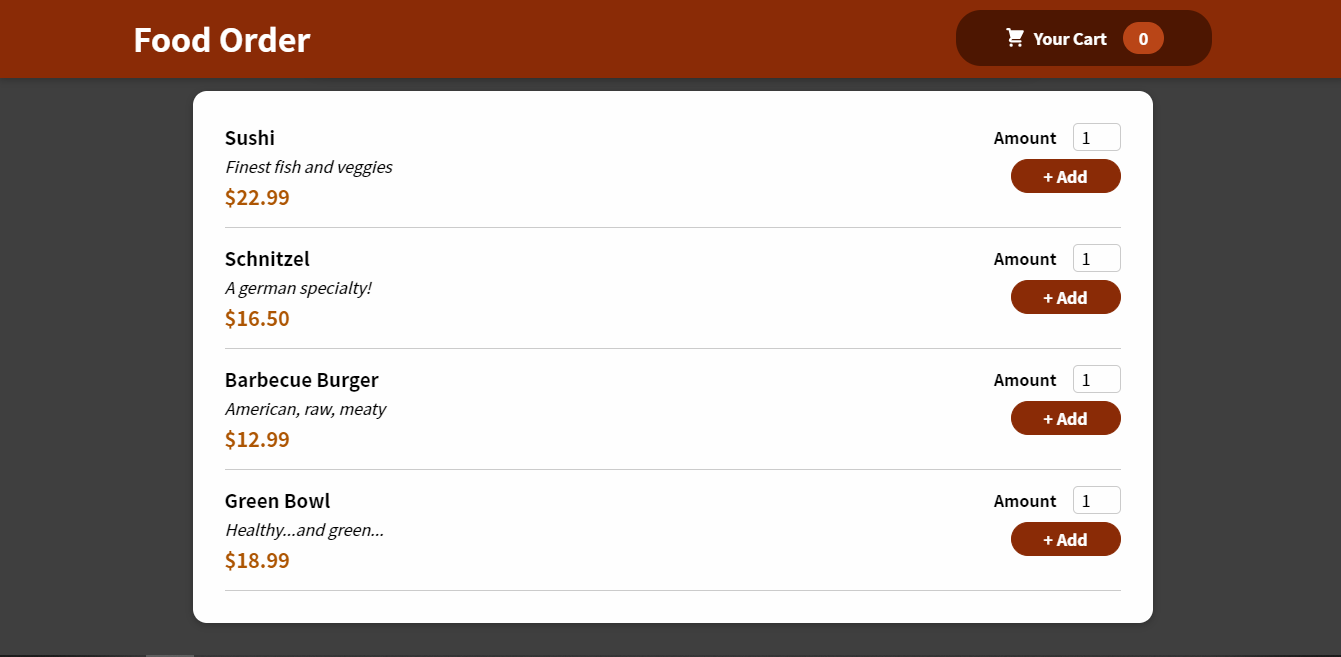 Food Order
Your Cart 0
Sushi
Finest fish and veggies
$22.99
Amount 1
+ Add
Schnitzel
A german specialty!
$16.50
Amount 1
+ Add
Barbecue Burger
American, raw, meaty
$12.99
Amount 1
+ Add
Green Bowl
Healthy...and green...
$18.99
Amount 1
+ Add